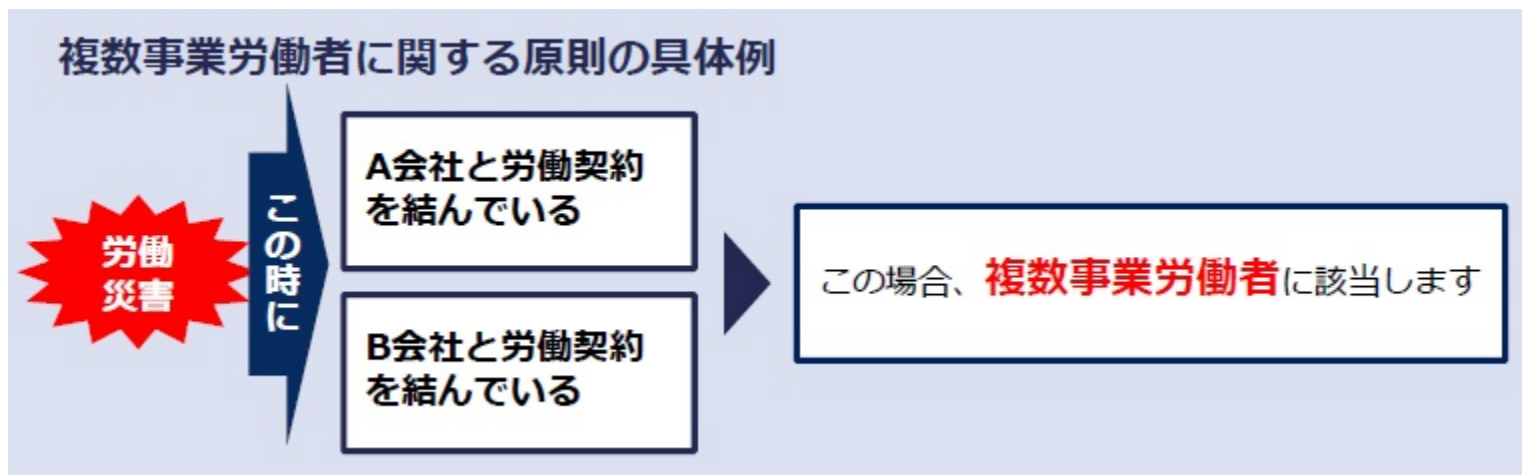 複数事業労働者に関する原則の具体例
労働
災害
この時に
A会社と労働契約
を結んでいる
B会社と労働契約
を結んでいる
この場合、複数事業労働者に該当します